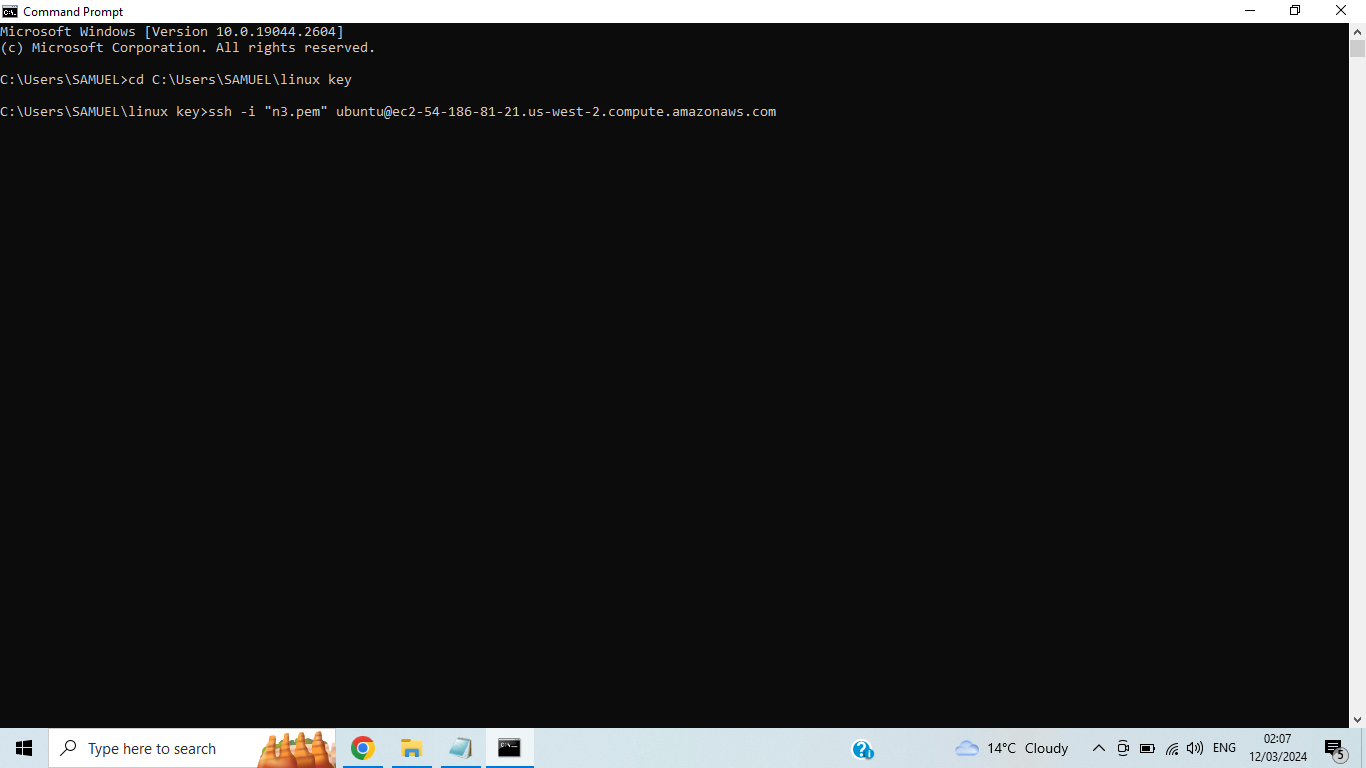 Command Prompt
Microsoft Windows [Version 10.0.19044.2604]
(c) Microsoft Corporation. All rights reserved.
C:\Users\SAMUEL>cd C:\Users\SAMUEL\linux key
C:\Users\SAMUEL\linux key>ssh -i "n3.pem" ubuntu@ec2-54-186-81-21.us-west-2.compute.amazonaws.com
Type here to search
14°C Cloudy
ENG
02:07
12/03/2024
5